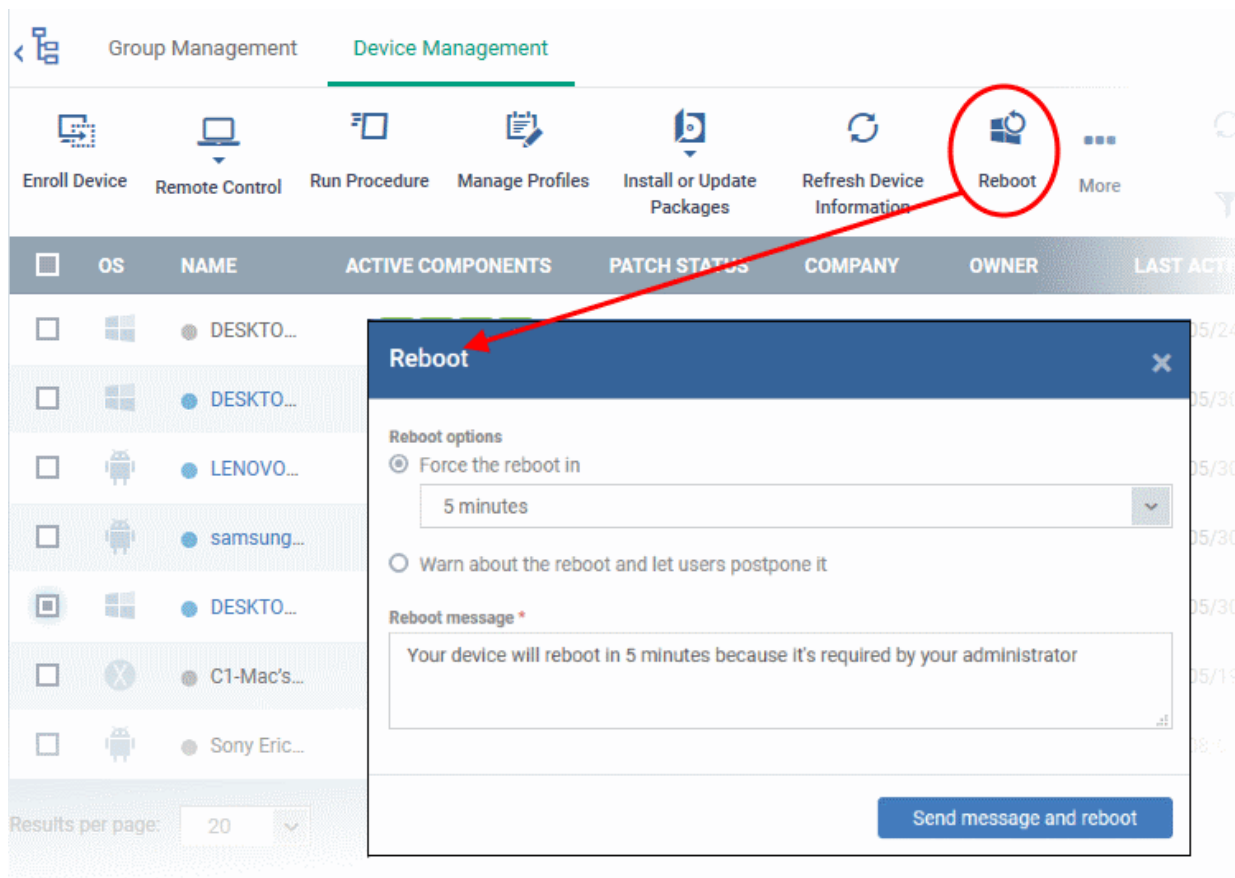 Group Management Device Management
Enroll Device Remote Control Run Procedure Manage Profiles Install or Update Packages Refresh Device Information Reboot More
OS NAME ACTIVE COMPONENTS PATCH STATUS COMPANY OWNER LAST
DESKTO...
DESKTO...
LENOVO...
samsung...
DESKTO...
C1-Mac's...
Sony Eric...
Results per page: 20
Reboot
Reboot options
Force the reboot in
5 minutes
Warn about the reboot and let users postpone it
Reboot message *
Your device will reboot in 5 minutes because it's required by your administrator
Send message and reboot